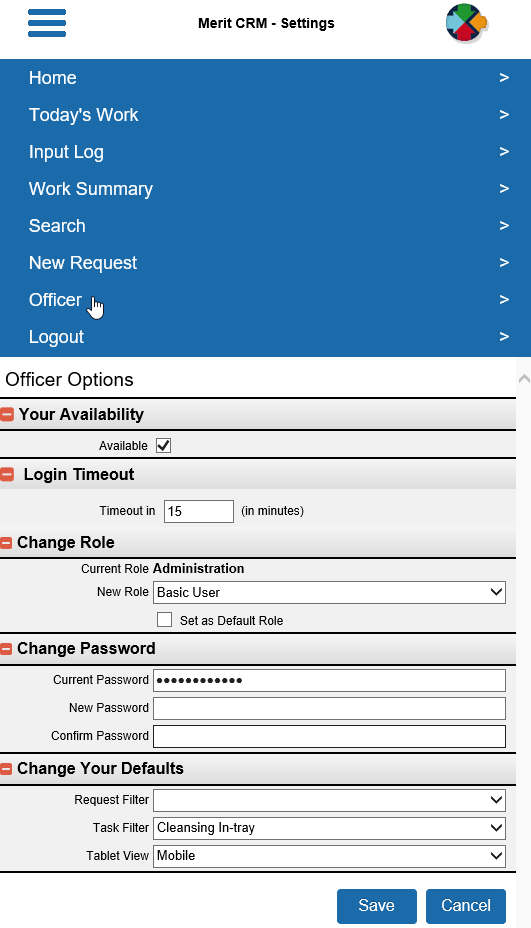 Merit CRM - Settings
Home >
Today's Work >
Input Log >
Work Summary >
Search >
New Request >
Officer >
Logout >
Officer Options
Your Availability
Available
Login Timeout
Timeout in 15 (in minutes)
Change Role
Current Role Administration
New Role Basic User
Set as Default Role
Change Password
Current Password ••••••••••••
New Password
Confirm Password
Change Your Defaults
Request Filter
Task Filter Cleansing In-tray
Tablet View Mobile
Save Cancel